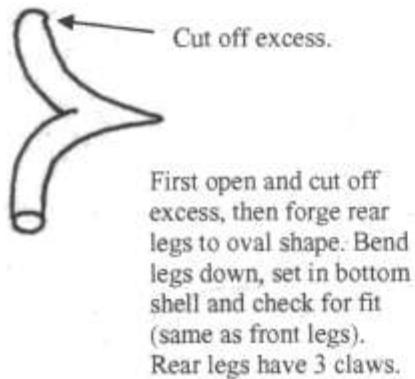 Cut off excess.
First open and cut off
excess, then forge rear
legs to oval shape. Bend
legs down, set in bottom
shell and check for fit
(same as front legs).
Rear legs have 3 claws.